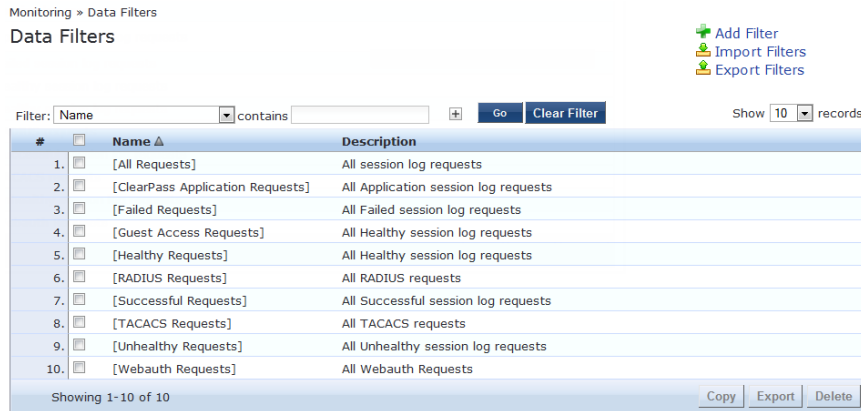 Monitoring » Data Filters
Data Filters
Add Filter
Import Filters
Export Filters
Filter: Name contains Go Clear Filter Show 10 records
# Name Description
1. [All Requests] All session log requests
2. [ClearPass Application Requests] All Application session log requests
3. [Failed Requests] All Failed session log requests
4. [Guest Access Requests] All Healthy session log requests
5. [Healthy Requests] All Healthy session log requests
6. [RADIUS Requests] All RADIUS requests
7. [Successful Requests] All Successful session log requests
8. [TACACS Requests] All TACACS requests
9. [Unhealthy Requests] All Unhealthy session log requests
10. [Webauth Requests] All Webauth Requests
Showing 1-10 of 10 Copy Export Delete